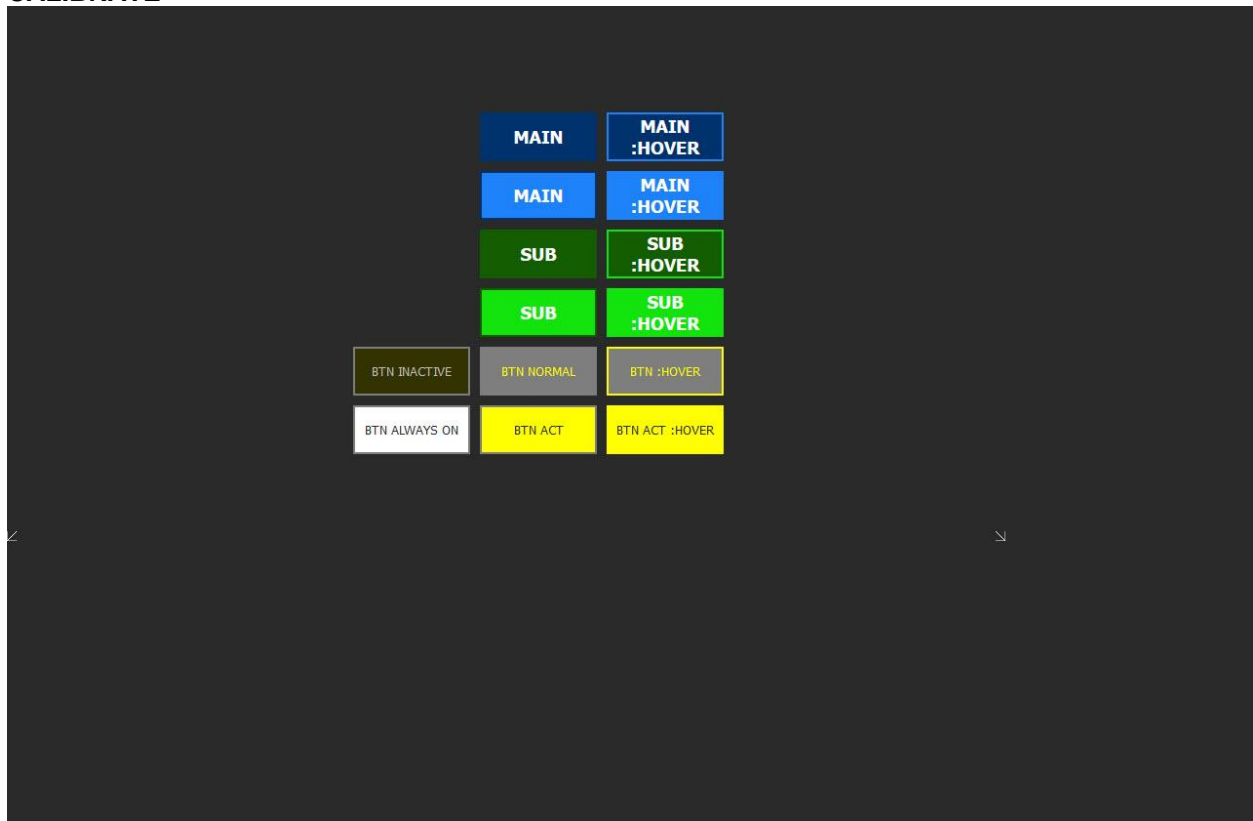 MAIN
MAIN
:HOVER
MAIN
MAIN
:HOVER
SUB
SUB
:HOVER
SUB
SUB
:HOVER
BTN INACTIVE
BTN NORMAL
BTN :HOVER
BTN ALWAYS ON
BTN ACT
BTN ACT :HOVER